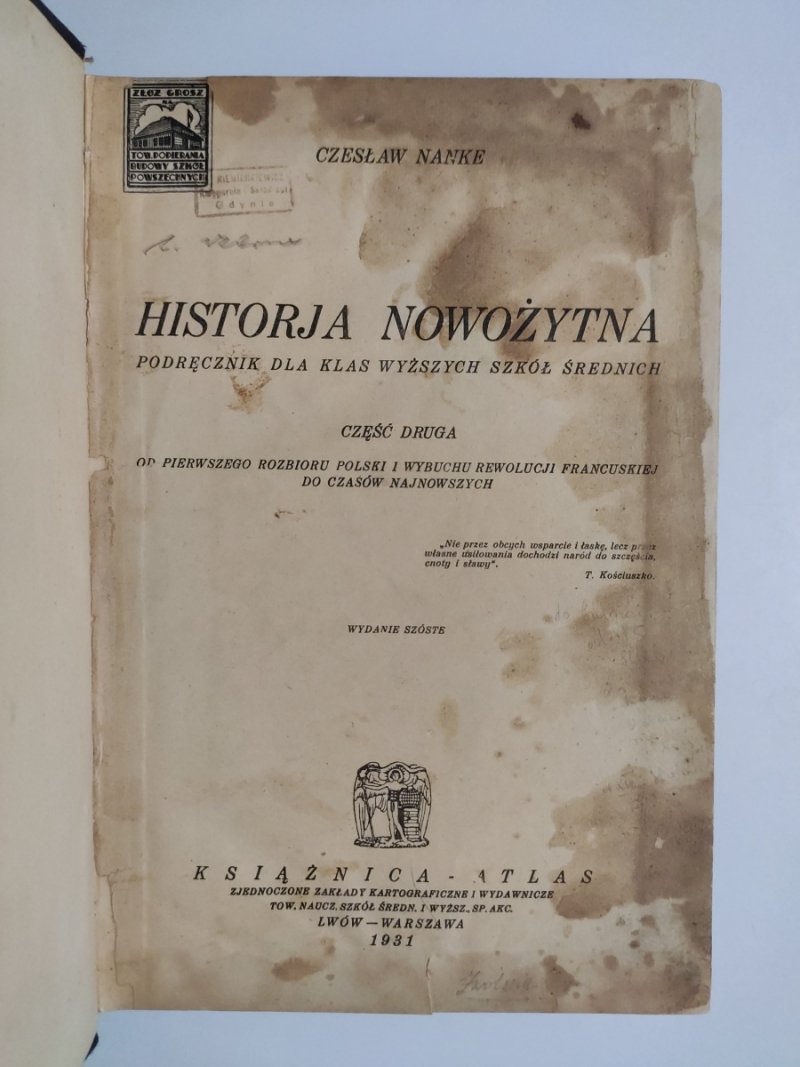 ZŁÓŻ GROSZ
NA
TOW. POPIERANIA
BUDOWY SZKÓŁ
POWSZECHNYCH
Gdynia
CZESŁAW NANKE
HISTORJA NOWOŻYTNA
PODRĘCZNIK DLA KLAS WYŻSZYCH SZKÓŁ ŚREDNICH
CZĘŚĆ DRUGA
OD PIERWSZEGO ROZBIORU POLSKI I WYBUCHU REWOLUCJI FRANCUSKIEJ
DO CZASÓW NAJNOWSZYCH
„Nie przez obcych wsparcie i łaskę, lecz przez
własne usiłowania dochodzi naród do szczęścia,
cnoty i sławy".
T. Kościuszko.
WYDANIE SZÓSTE
KSIĄŻNICA - ATLAS
ZJEDNOCZONE ZAKŁADY KARTOGRAFICZNE I WYDAWNICZE
TOW. NAUCZ. SZKÓŁ ŚREDN. I WYŻSZ., SP. AKC.
LWÓW — WARSZAWA
1931